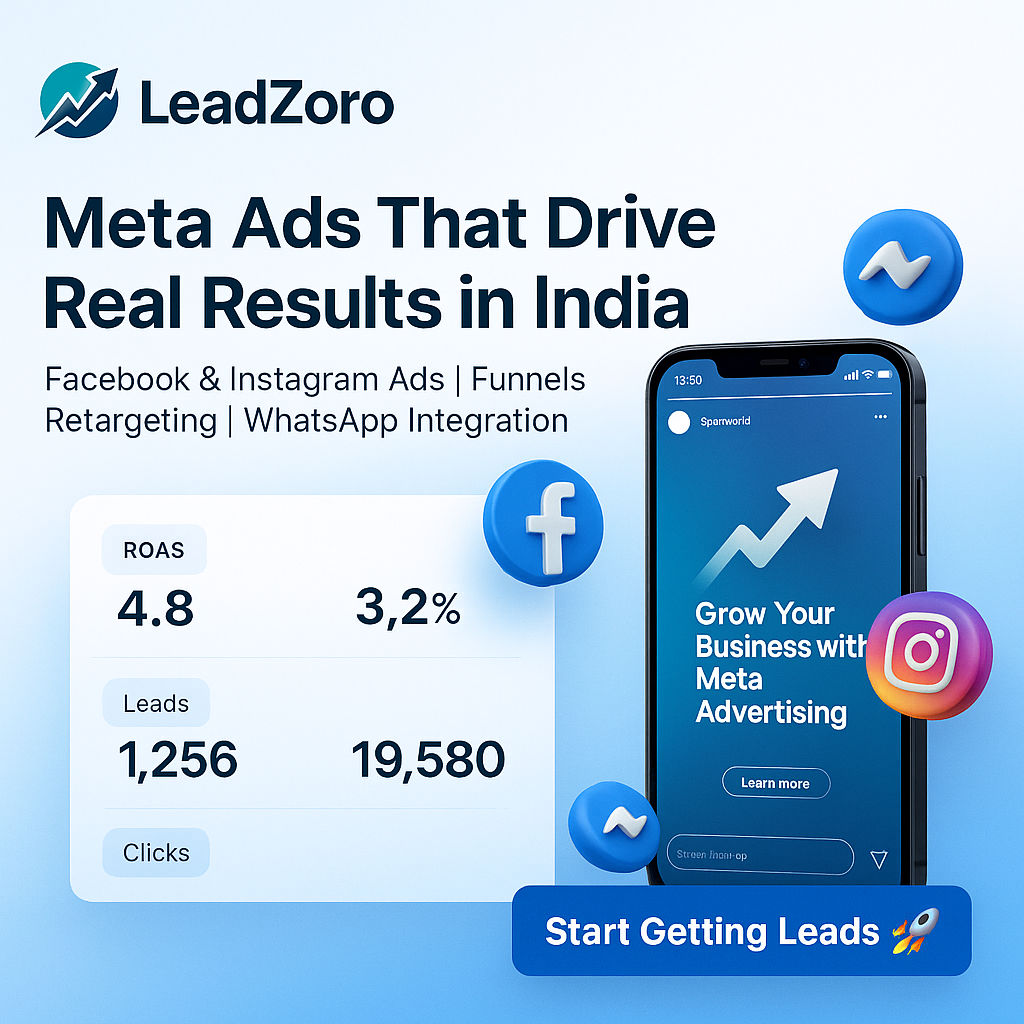 LeadZoro
Meta Ads That Drive
Real Results in India
Facebook & Instagram Ads | Funnels
Retargeting | WhatsApp Integration
ROAS
4.8 3,2%
Leads
1,256 19,580
Clicks
13:50
Sparrworld
Grow Your
Business with
Meta
Advertising
Learn more
Start Getting Leads 🚀